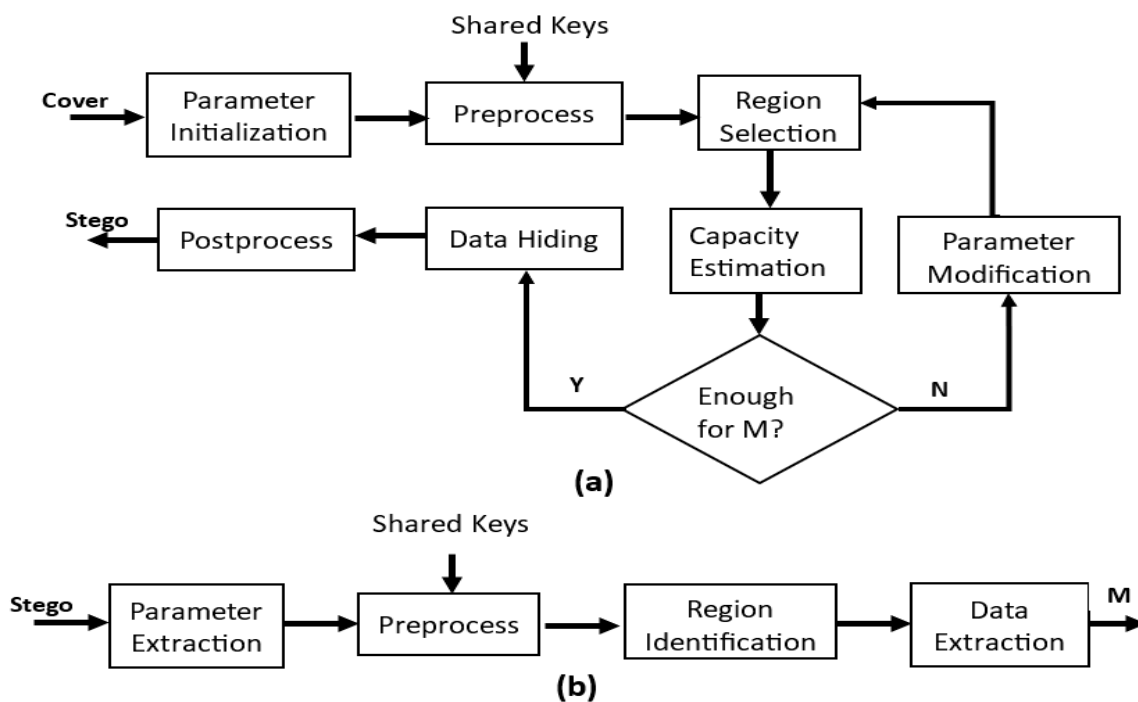 Shared Keys
Cover
Parameter
Initialization
Preprocess
Region
Selection
Stego
Postprocess
Data Hiding
Capacity
Estimation
Parameter
Modification
Y
Enough
for M?
N
(a)
Shared Keys
Stego
Parameter
Extraction
Preprocess
Region
Identification
Data
Extraction
M
(b)